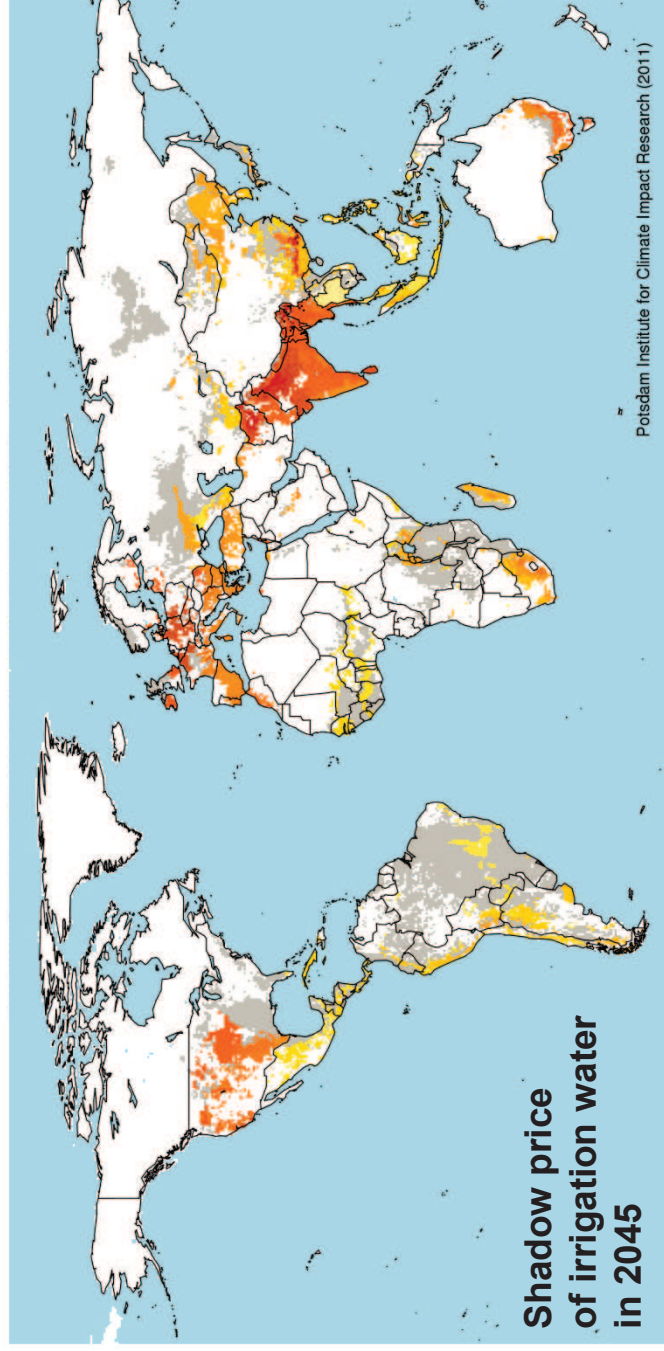 Shadow price
of irrigation water
in 2045
Potsdam Institute for Climate Impact Research (2011)